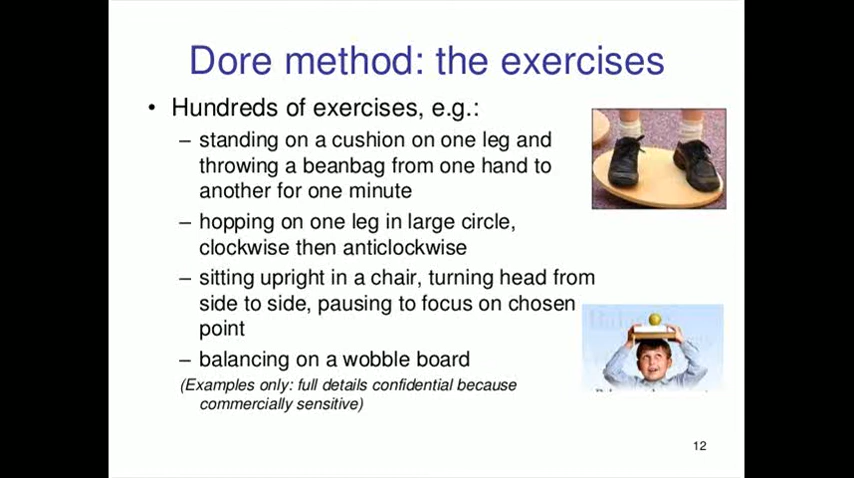 Dore method: the exercises
• Hundreds of exercises, e.g.:
– standing on a cushion on one leg and
throwing a beanbag from one hand to
another for one minute
– hopping on one leg in large circle,
clockwise then anticlockwise
– sitting upright in a chair, turning head from
side to side, pausing to focus on chosen
point
– balancing on a wobble board
(Examples only: full details confidential because
commercially sensitive)
12